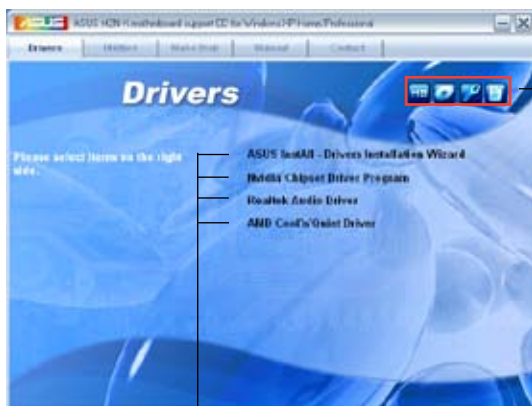 ASUS M2N-X motherboard support CD for Windows XP Home/Professional
Drivers Utilities Make Disk Manual Contact
Drivers
Please select items on the right side.
ASUS InstAll - Drivers Installation Wizard
Nvidia Chipset Driver Program
Realtek Audio Driver
AMD Cool'n'Quiet Driver